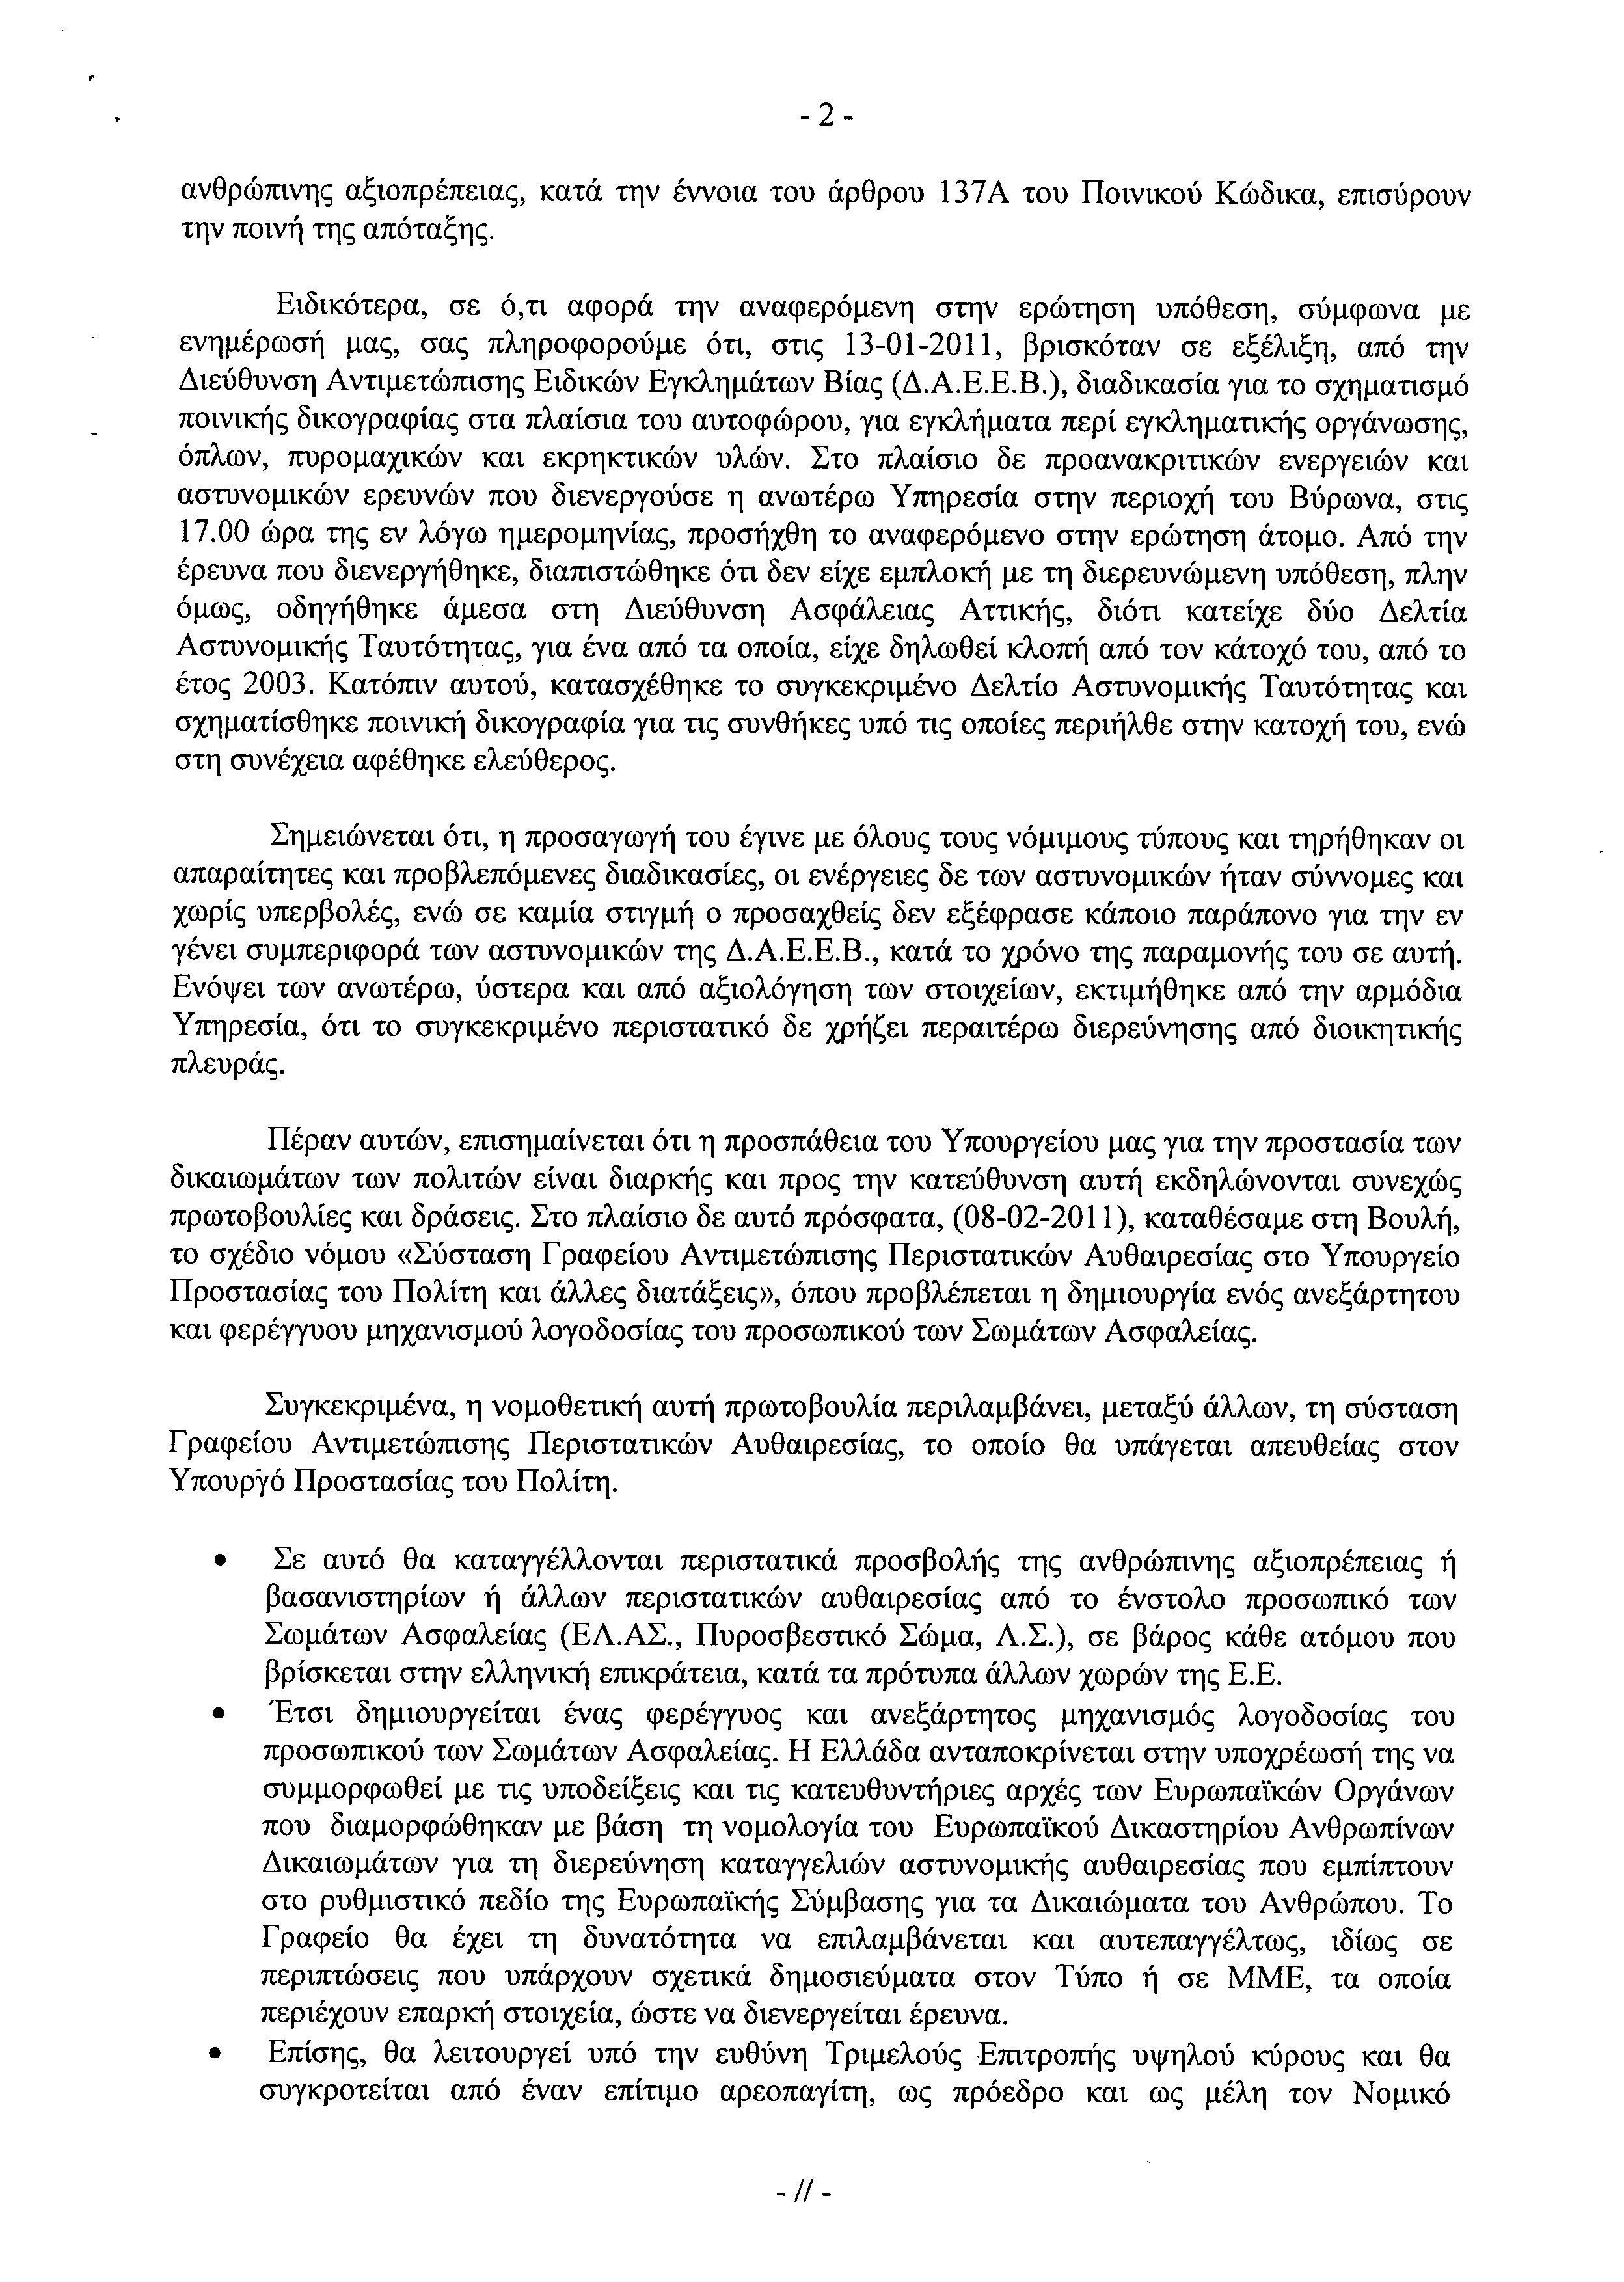 - 2 -
ανθρώπινης αξιοπρέπειας, κατά την έννοια του άρθρου 137Α του Ποινικού Κώδικα, επισύρουν
την ποινή της απόταξης.
Ειδικότερα, σε ό,τι αφορά την αναφερόμενη στην ερώτηση υπόθεση, σύμφωνα με
ενημέρωσή μας, σας πληροφορούμε ότι, στις 13-01-2011, βρισκόταν σε εξέλιξη, από την
Διεύθυνση Αντιμετώπισης Ειδικών Εγκλημάτων Βίας (Δ.Α.Ε.Ε.Β.), διαδικασία για το σχηματισμό
ποινικής δικογραφίας στα πλαίσια του αυτοφώρου, για εγκλήματα περί εγκληματικής οργάνωσης,
όπλων, πυρομαχικών και εκρηκτικών υλών. Στο πλαίσιο δε προανακριτικών ενεργειών και
αστυνομικών ερευνών που διενεργούσε η ανωτέρω Υπηρεσία στην περιοχή του Βύρωνα, στις
17.00 ώρα της εν λόγω ημερομηνίας, προσήχθη το αναφερόμενο στην ερώτηση άτομο. Από την
έρευνα που διενεργήθηκε, διαπιστώθηκε ότι δεν είχε εμπλοκή με τη διερευνώμενη υπόθεση, πλην
όμως, οδηγήθηκε άμεσα στη Διεύθυνση Ασφάλειας Αττικής, διότι κατείχε δύο Δελτία
Αστυνομικής Ταυτότητας, για ένα από τα οποία, είχε δηλωθεί κλοπή από τον κάτοχό του, από το
έτος 2003. Κατόπιν αυτού, κατασχέθηκε το συγκεκριμένο Δελτίο Αστυνομικής Ταυτότητας και
σχηματίσθηκε ποινική δικογραφία για τις συνθήκες υπό τις οποίες περιήλθε στην κατοχή του, ενώ
στη συνέχεια αφέθηκε ελεύθερος.
Σημειώνεται ότι, η προσαγωγή του έγινε με όλους τους νόμιμους τύπους και τηρήθηκαν οι
απαραίτητες και προβλεπόμενες διαδικασίες, οι ενέργειες δε των αστυνομικών ήταν σύννομες και
χωρίς υπερβολές, ενώ σε καμία στιγμή ο προσαχθείς δεν εξέφρασε κάποιο παράπονο για την εν
γένει συμπεριφορά των αστυνομικών της Δ.Α.Ε.Ε.Β., κατά το χρόνο της παραμονής του σε αυτή.
Ενόψει των ανωτέρω, ύστερα και από αξιολόγηση των στοιχείων, εκτιμήθηκε από την αρμόδια
Υπηρεσία, ότι το συγκεκριμένο περιστατικό δε χρήζει περαιτέρω διερεύνησης από διοικητικής
πλευράς.
Πέραν αυτών, επισημαίνεται ότι η προσπάθεια του Υπουργείου μας για την προστασία των
δικαιωμάτων των πολιτών είναι διαρκής και προς την κατεύθυνση αυτή εκδηλώνονται συνεχώς
πρωτοβουλίες και δράσεις. Στο πλαίσιο δε αυτό πρόσφατα, (08-02-2011), καταθέσαμε στη Βουλή,
το σχέδιο νόμου «Σύσταση Γραφείου Αντιμετώπισης Περιστατικών Αυθαιρεσίας στο Υπουργείο
Προστασίας του Πολίτη και άλλες διατάξεις», όπου προβλέπεται η δημιουργία ενός ανεξάρτητου
και φερέγγυου μηχανισμού λογοδοσίας του προσωπικού των Σωμάτων Ασφαλείας.
Συγκεκριμένα, η νομοθετική αυτή πρωτοβουλία περιλαμβάνει, μεταξύ άλλων, τη σύσταση
Γραφείου Αντιμετώπισης Περιστατικών Αυθαιρεσίας, το οποίο θα υπάγεται απευθείας στον
Υπουργό Προστασίας του Πολίτη.
• Σε αυτό θα καταγγέλλονται περιστατικά προσβολής της ανθρώπινης αξιοπρέπειας ή
βασανιστηρίων ή άλλων περιστατικών αυθαιρεσίας από το ένστολο προσωπικό των
Σωμάτων Ασφαλείας (ΕΛ.ΑΣ., Πυροσβεστικό Σώμα, Λ.Σ.), σε βάρος κάθε ατόμου που
βρίσκεται στην ελληνική επικράτεια, κατά τα πρότυπα άλλων χωρών της Ε.Ε.
• Έτσι δημιουργείται ένας φερέγγυος και ανεξάρτητος μηχανισμός λογοδοσίας του
προσωπικού των Σωμάτων Ασφαλείας. Η Ελλάδα ανταποκρίνεται στην υποχρέωσή της να
συμμορφωθεί με τις υποδείξεις και τις κατευθυντήριες αρχές των Ευρωπαϊκών Οργάνων
που διαμορφώθηκαν με βάση τη νομολογία του Ευρωπαϊκού Δικαστηρίου Ανθρωπίνων
Δικαιωμάτων για τη διερεύνηση καταγγελιών αστυνομικής αυθαιρεσίας που εμπίπτουν
στο ρυθμιστικό πεδίο της Ευρωπαϊκής Σύμβασης για τα Δικαιώματα του Ανθρώπου. Το
Γραφείο θα έχει τη δυνατότητα να επιλαμβάνεται και αυτεπαγγέλτως, ιδίως σε
περιπτώσεις που υπάρχουν σχετικά δημοσιεύματα στον Τύπο ή σε ΜΜΕ, τα οποία
περιέχουν επαρκή στοιχεία, ώστε να διενεργείται έρευνα.
• Επίσης, θα λειτουργεί υπό την ευθύνη Τριμελούς Επιτροπής υψηλού κύρους και θα
συγκροτείται από έναν επίτιμο αρεοπαγίτη, ως πρόεδρο και ως μέλη τον Νομικό
- // -